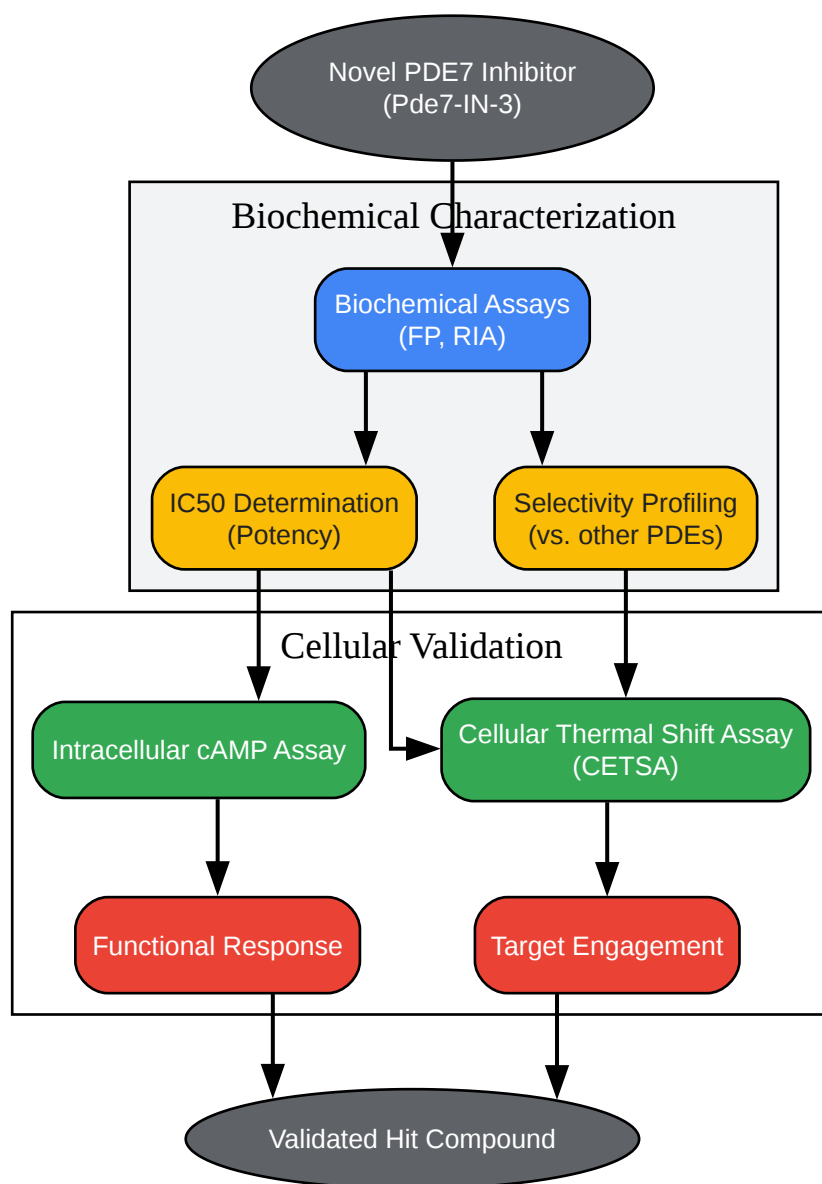 Novel PDE7 Inhibitor
(Pde7-IN-3)
Biochemical Characterization
Biochemical Assays
(FP, RIA)
IC50 Determination
(Potency)
Selectivity Profiling
(vs. other PDEs)
Cellular Validation
Intracellular cAMP Assay
Cellular Thermal Shift Assay
(CETSA)
Functional Response
Target Engagement
Validated Hit Compound